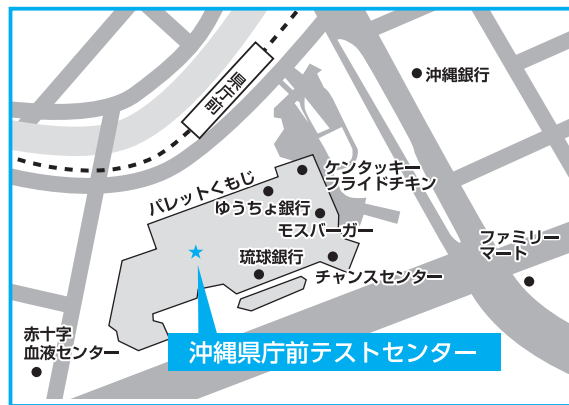 沖縄銀行
県庁前
ケンタッキー
フライドチキン
パレットくもじ
ゆうちょ銀行
モスバーガー
ファミリー
マート
琉球銀行
チャンスセンター
赤十字
血液センター
沖縄県庁前テストセンター